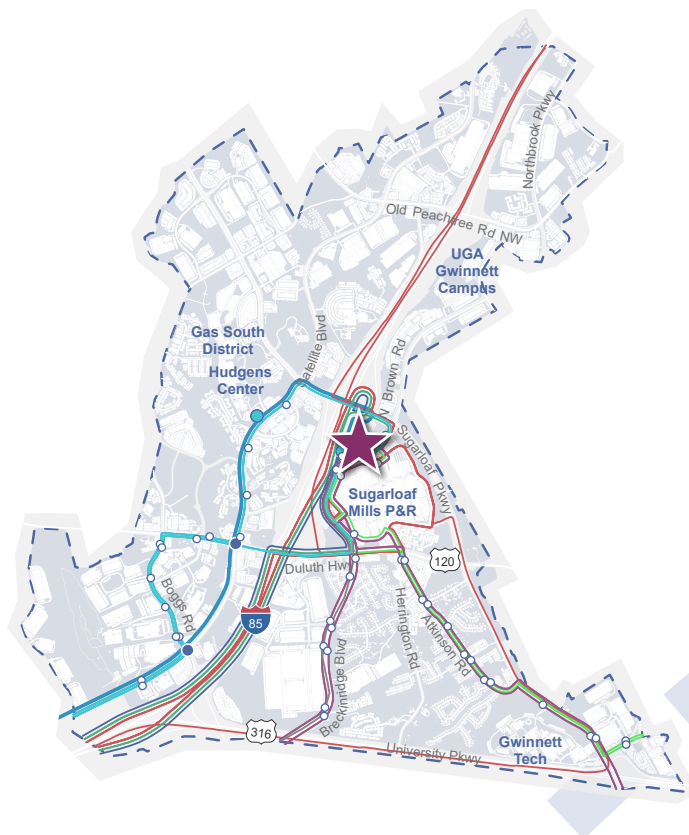 Northbrook Pkwy
Old Peachtree Rd NW
UGA
Gwinnett
Campus
Gas South
District
Hudgens
Center
Satellite Blvd
N Brown Rd
Sugarloaf Pkwy
Sugarloaf
Mills P&R
120
Duluth Hwy
Boggs Rd
85
Herrington Rd
Atkinson Rd
Breckinridge Blvd
316
University Pkwy
Gwinnett
Tech